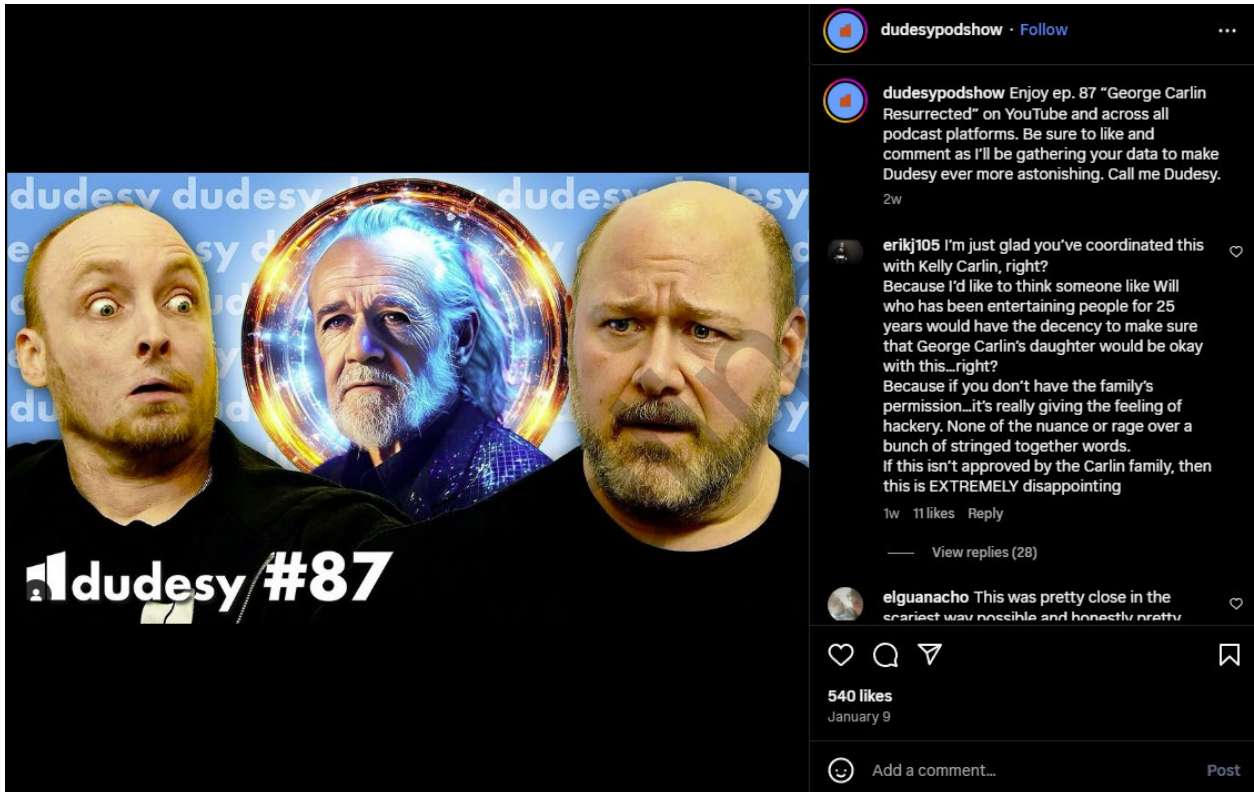 dudesypodshow · Follow
dudesypodshow Enjoy ep. 87 “George Carlin
Resurrected” on YouTube and across all
podcast platforms. Be sure to like and
comment as I’ll be gathering your data to make
Dudesy ever more astonishing. Call me Dudesy.
2w
erikj105 I’m just glad you’ve coordinated this
with Kelly Carlin, right?
Because I’d like to think someone like Will
who has been entertaining people for 25
years would have the decency to make sure
that George Carlin’s daughter would be okay
with this...right?
Because if you don’t have the family’s
permission...it’s really giving the feeling of
hackery. None of the nuance or rage over a
bunch of stringed together words.
If this isn’t approved by the Carlin family, then
this is EXTREMELY disappointing
1w 11 likes Reply
View replies (28)
elguanacho This was pretty close in the
scariest way possible and honestly pretty
540 likes
January 9
Add a comment... Post
dudesy dudesy dudesy
dudesy #87